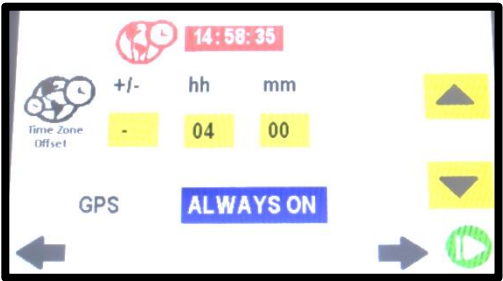 14:58:35
+/- hh mm
Time Zone
Offset
- 04 00
GPS ALWAYS ON